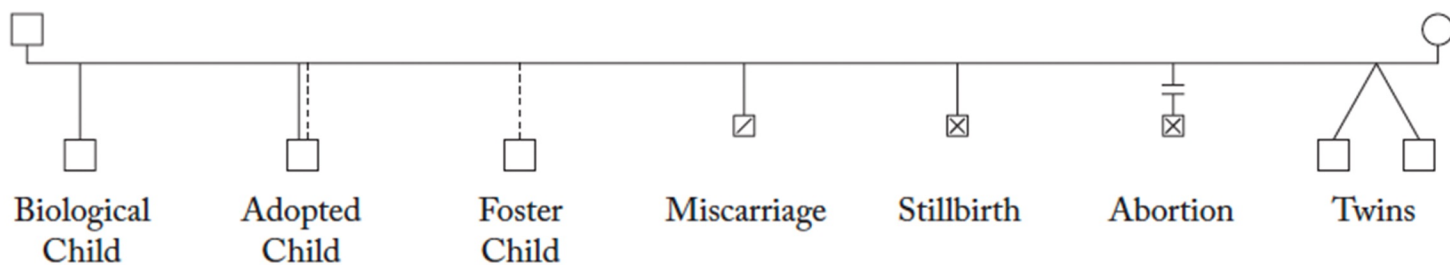 Biological
Child
Adopted
Child
Foster
Child
Miscarriage
Stillbirth
Abortion
Twins